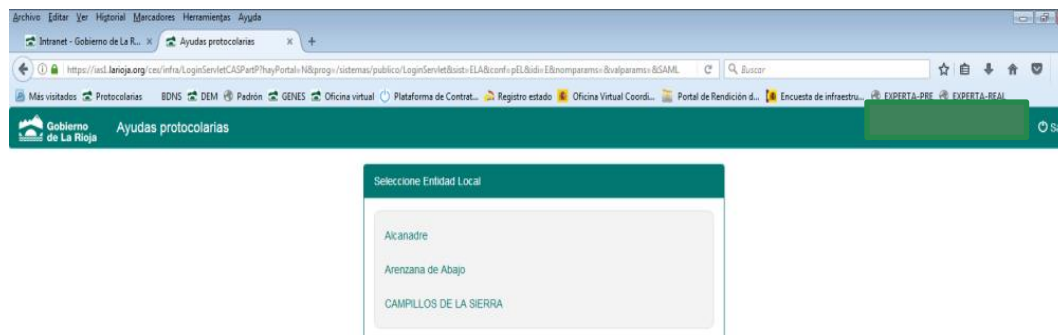 Archivo Editar Ver Historial Marcadores Herramientas Ayuda
Intranet - Gobierno de La R... × Ayudas protocolarias × +
https://ias1.larioja.org/ces/infra/LoginServletCASPartP?hayPortal=N&prog=/sistemas/publico/LoginServlet&sist=ELA&conf=pEL&idi=E&nomparams=&valparams=&SAML Buscar
Más visitados Protocolarias BDNS DEM Padrón GENES Oficina virtual Plataforma de Contrat... Registro estado Oficina Virtual Coordi... Portal de Rendición d... Encuesta de infraestru... EXPERTA-PRE EXPERTA-REAL
Gobierno de La Rioja Ayudas protocolarias
Seleccione Entidad Local
Alcanadre
Arenzana de Abajo
CAMPILLOS DE LA SIERRA